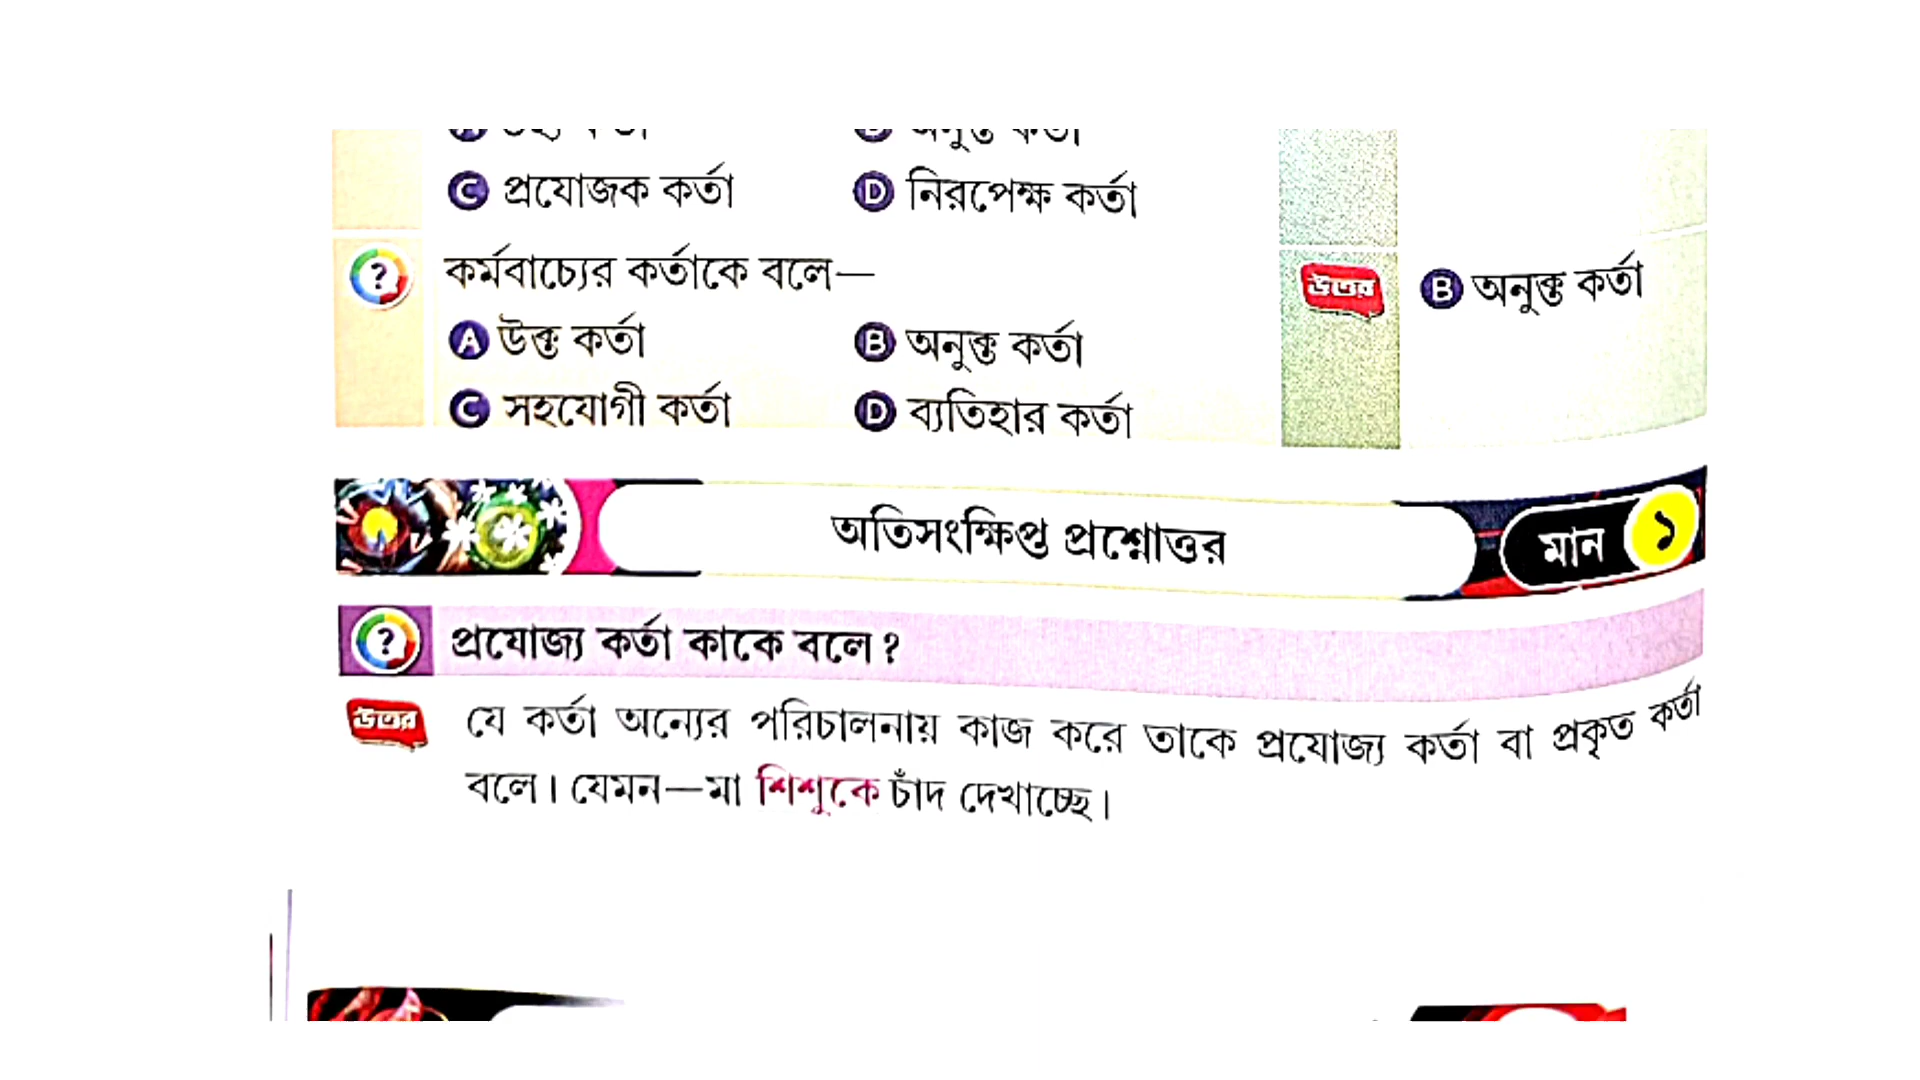 C প্রযোজক কর্তা D নিরপেক্ষ কর্তা
? কর্মবাচ্যের কর্তাকে বলে— উত্তর B অনুক্ত কর্তা
A উক্ত কর্তা B অনুক্ত কর্তা
C সহযোগী কর্তা D ব্যতিহার কর্তা
অতিসংক্ষিপ্ত প্রশ্নোত্তর মান ১
? প্রযোজ্য কর্তা কাকে বলে?
উত্তর যে কর্তা অন্যের পরিচালনায় কাজ করে তাকে প্রযোজ্য কর্তা বা প্রকৃত কর্তা
বলে। যেমন—মা শিশুকে চাঁদ দেখাচ্ছে।